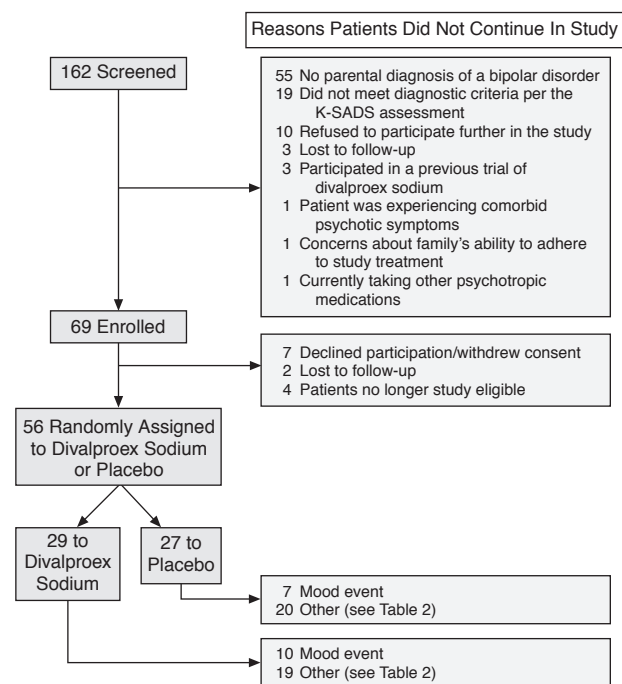 Reasons Patients Did Not Continue In Study
162 Screened
55 No parental diagnosis of a bipolar disorder
19 Did not meet diagnostic criteria per the
K-SADS assessment
10 Refused to participate further in the study
3 Lost to follow-up
3 Participated in a previous trial of
divalproex sodium
1 Patient was experiencing comorbid
psychotic symptoms
1 Concerns about family's ability to adhere
to study treatment
1 Currently taking other psychotropic
medications
69 Enrolled
7 Declined participation/withdrew consent
2 Lost to follow-up
4 Patients no longer study eligible
56 Randomly Assigned
to Divalproex Sodium
or Placebo
29 to
Divalproex
Sodium
27 to
Placebo
7 Mood event
20 Other (see Table 2)
10 Mood event
19 Other (see Table 2)